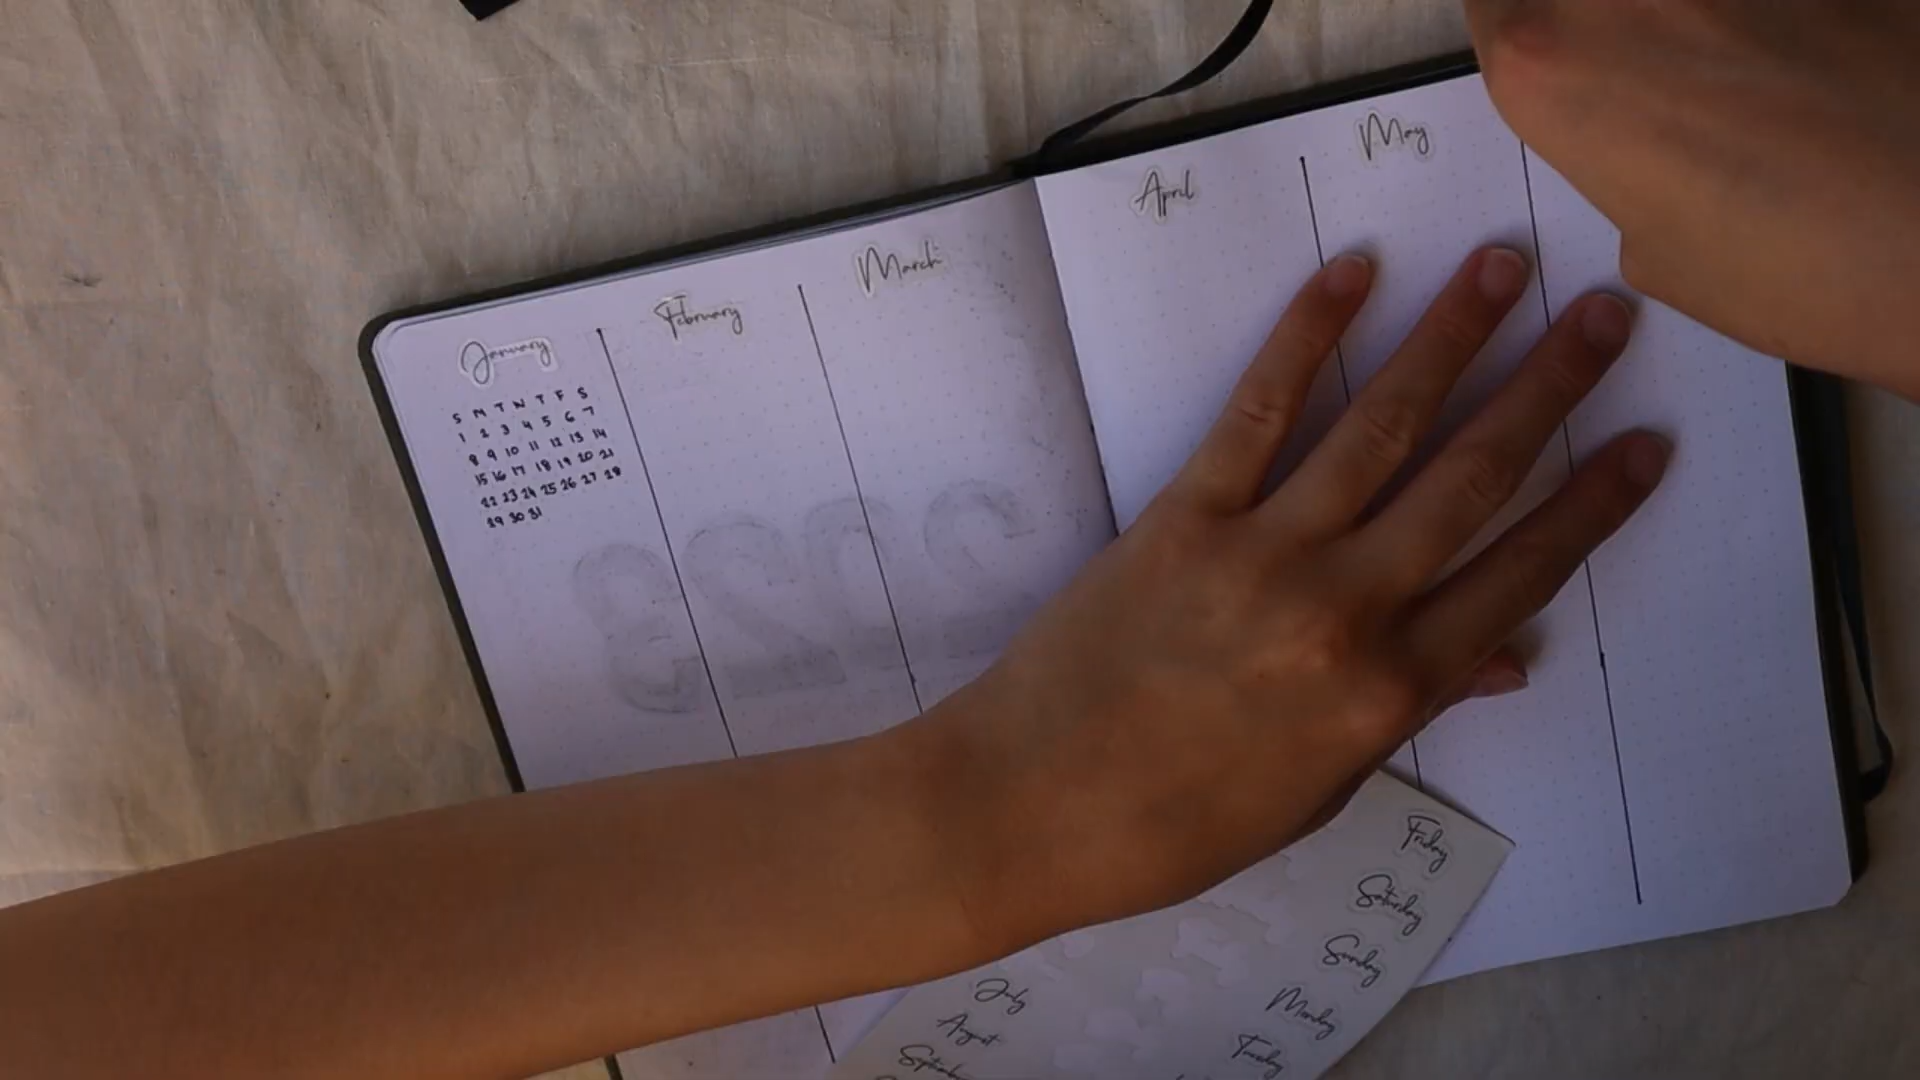 January
S M T W T F S
1 2 3 4 5 6 7
8 9 10 11 12 13 14
15 16 17 18 19 20 21
22 23 24 25 26 27 28
29 30 31
February
March
April
May
2023
Friday
Saturday
Sunday
Monday
Tuesday
July
August
September